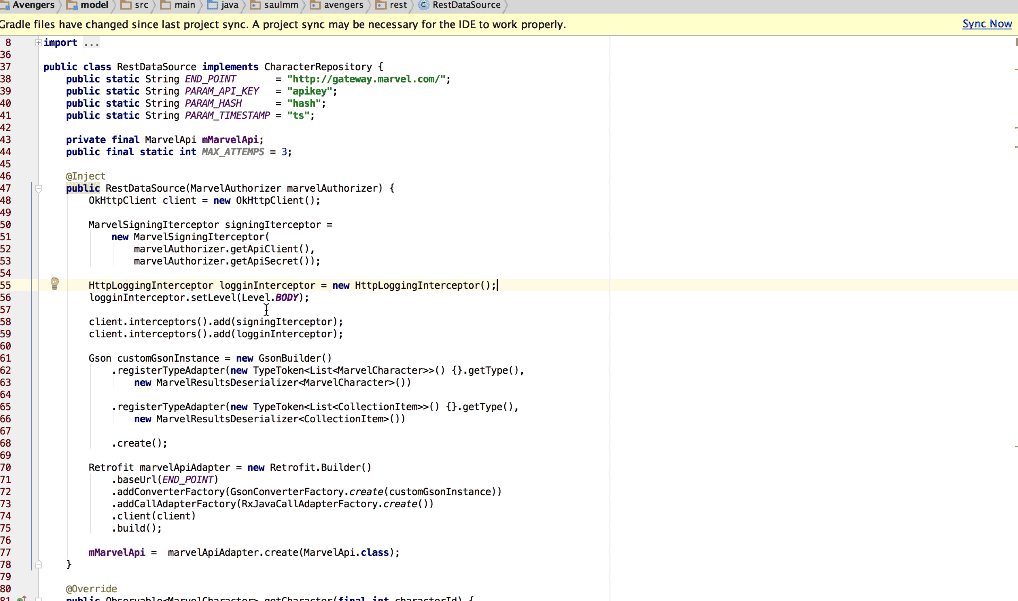 Avengers model src main java saulmm avengers rest RestDataSource
Gradle files have changed since last project sync. A project sync may be necessary for the IDE to work properly. Sync Now
8 import ...
36
37 public class RestDataSource implements CharacterRepository {
38 public static String END_POINT = "http://gateway.marvel.com/";
39 public static String PARAM_API_KEY = "apikey";
40 public static String PARAM_HASH = "hash";
41 public static String PARAM_TIMESTAMP = "ts";
42
43 private final MarvelApi mMarvelApi;
44 public final static int MAX_ATTEMPS = 3;
45
46 @Inject
47 public RestDataSource(MarvelAuthorizer marvelAuthorizer) {
48 OkHttpClient client = new OkHttpClient();
49
50 MarvelSigningIterceptor signingIterceptor =
51 new MarvelSigningIterceptor(
52 marvelAuthorizer.getApiClient(),
53 marvelAuthorizer.getApiSecret());
54
55 HttpLoggingInterceptor logginInterceptor = new HttpLoggingInterceptor();
56 logginInterceptor.setLevel(Level.BODY);
57
58 client.interceptors().add(signingIterceptor);
59 client.interceptors().add(logginInterceptor);
60
61 Gson customGsonInstance = new GsonBuilder()
62 .registerTypeAdapter(new TypeToken<List<MarvelCharacter>>() {}.getType(),
63 new MarvelResultsDeserializer<MarvelCharacter>())
64
65 .registerTypeAdapter(new TypeToken<List<CollectionItem>>() {}.getType(),
66 new MarvelResultsDeserializer<CollectionItem>())
67
68 .create();
69
70 Retrofit marvelApiAdapter = new Retrofit.Builder()
71 .baseUrl(END_POINT)
72 .addConverterFactory(GsonConverterFactory.create(customGsonInstance))
73 .addCallAdapterFactory(RxJavaCallAdapterFactory.create())
74 .client(client)
75 .build();
76
77 mMarvelApi = marvelApiAdapter.create(MarvelApi.class);
78 }
79
80 @Override
81 public Observable<MarvelCharacter> getCharacter(final int characterId) {